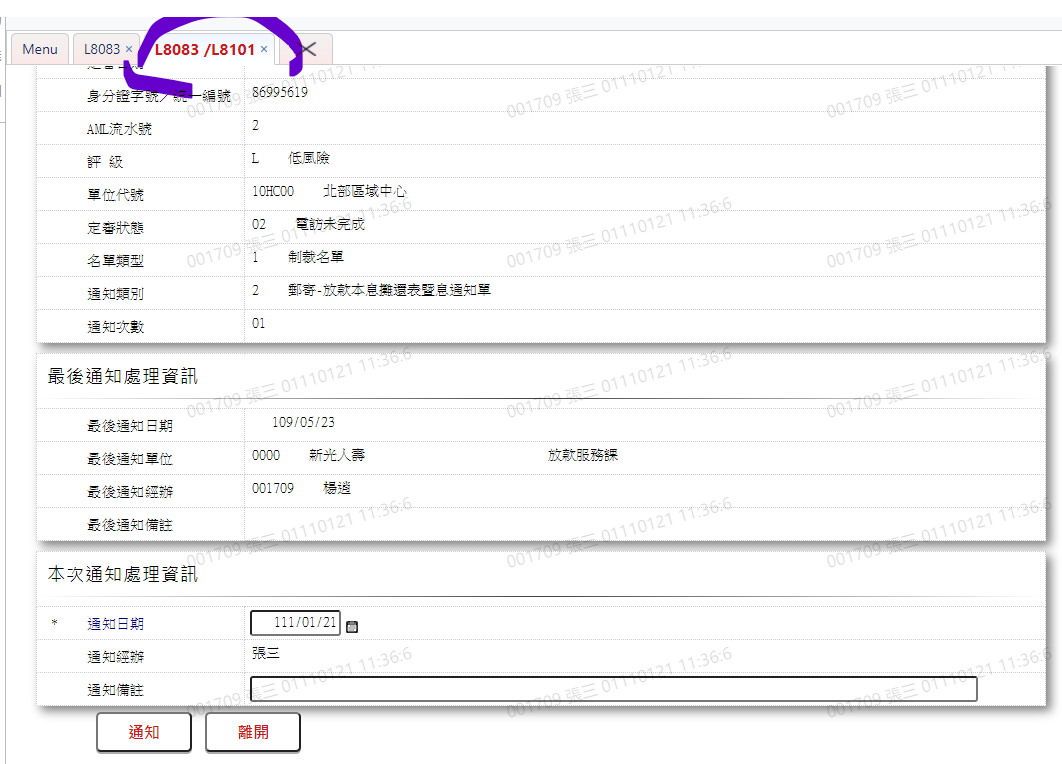 Menu L8083 × L8083 /L8101 ×
身分證字號／統一編號 86995619
AML流水號 2
評 級 L 低風險
單位代號 10HC00 北部區域中心
定審狀態 02 電訪未完成
名單類型 1 制裁名單
通知類別 2 郵寄-放款本息攤還表暨息通知單
通知次數 01
最後通知處理資訊
最後通知日期 109/05/23
最後通知單位 0000 新光人壽 放款服務課
最後通知經辦 001709 楊逍
最後通知備註
本次通知處理資訊
* 通知日期 111/01/21
通知經辦 張三
通知備註
通知 離開
001709 張三 01110121 11:36:6